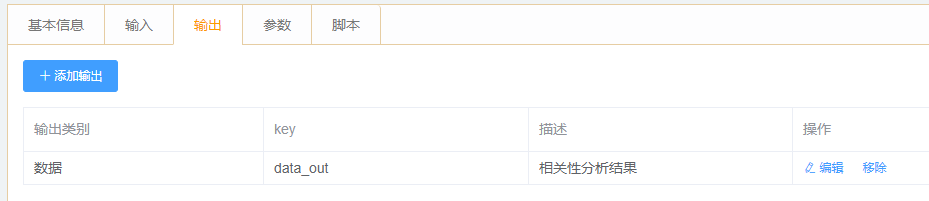 基本信息 输入 输出 参数 脚本
添加输出
输出类别 key 描述 操作
数据 data_out 相关性分析结果 编辑 移除